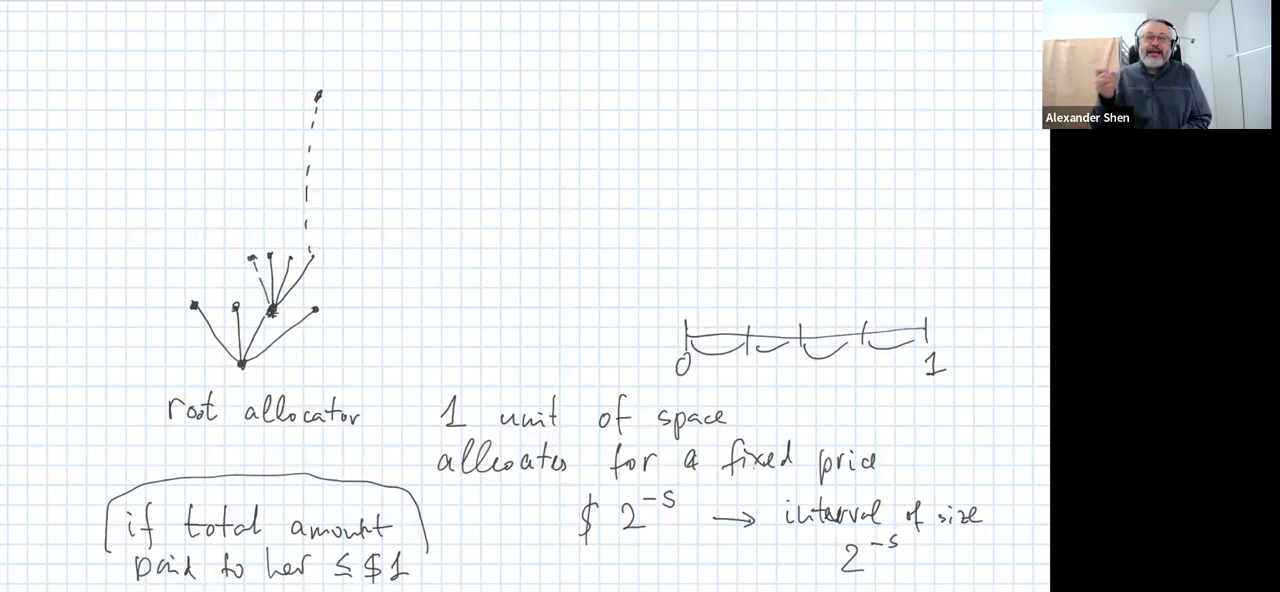 Alexander Shen
0 1
root allocator
1 unit of space
allocates for a fixed price
$ 2^-s → interval of size
2^-s
if total amount
paid to her ≤ $1